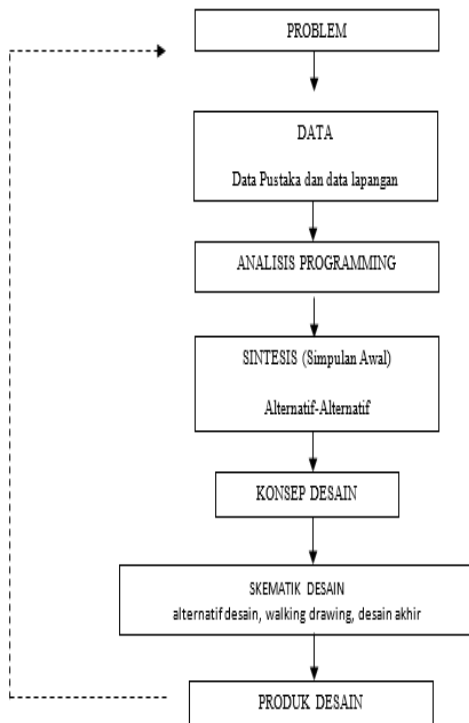 PROBLEM
DATA
Data Pustaka dan data lapangan
ANALISIS PROGRAMMING
SINTESIS (Simpulan Awal)
Alternatif-Alternatif
KONSEP DESAIN
SKEMATIK DESAIN
alternatif desain, walking drawing, desain akhir
PRODUK DESAIN